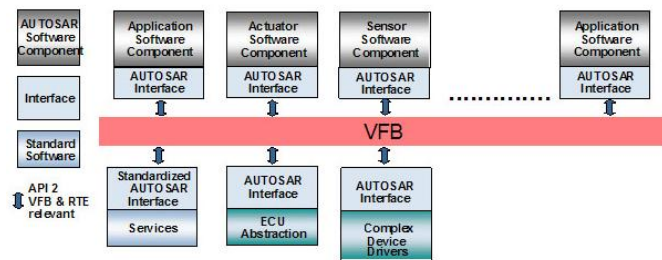 AUTOSAR
Software
Component
Interface
Standard
Software
API 2
VFB & RTE
relevant
Application
Software
Component
AUTOSAR
Interface
Actuator
Software
Component
AUTOSAR
Interface
Sensor
Software
Component
AUTOSAR
Interface
....................
Application
Software
Component
AUTOSAR
Interface
VFB
Standardized
AUTOSAR
Interface
Services
AUTOSAR
Interface
ECU
Abstraction
AUTOSAR
Interface
Complex
Device
Drivers